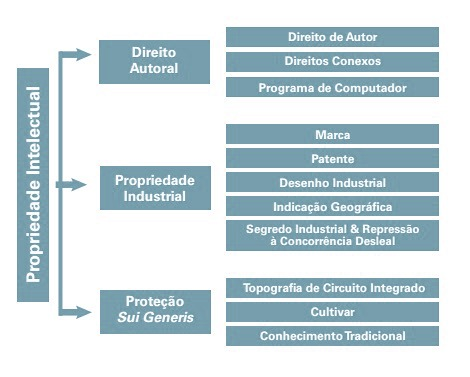 Propriedade Intelectual
Direito
Autoral
Direito de Autor
Direitos Conexos
Programa de Computador
Propriedade
Industrial
Marca
Patente
Desenho Industrial
Indicação Geográfica
Segredo Industrial & Repressão
à Concorrência Desleal
Proteção
Sui Generis
Topografia de Circuito Integrado
Cultivar
Conhecimento Tradicional